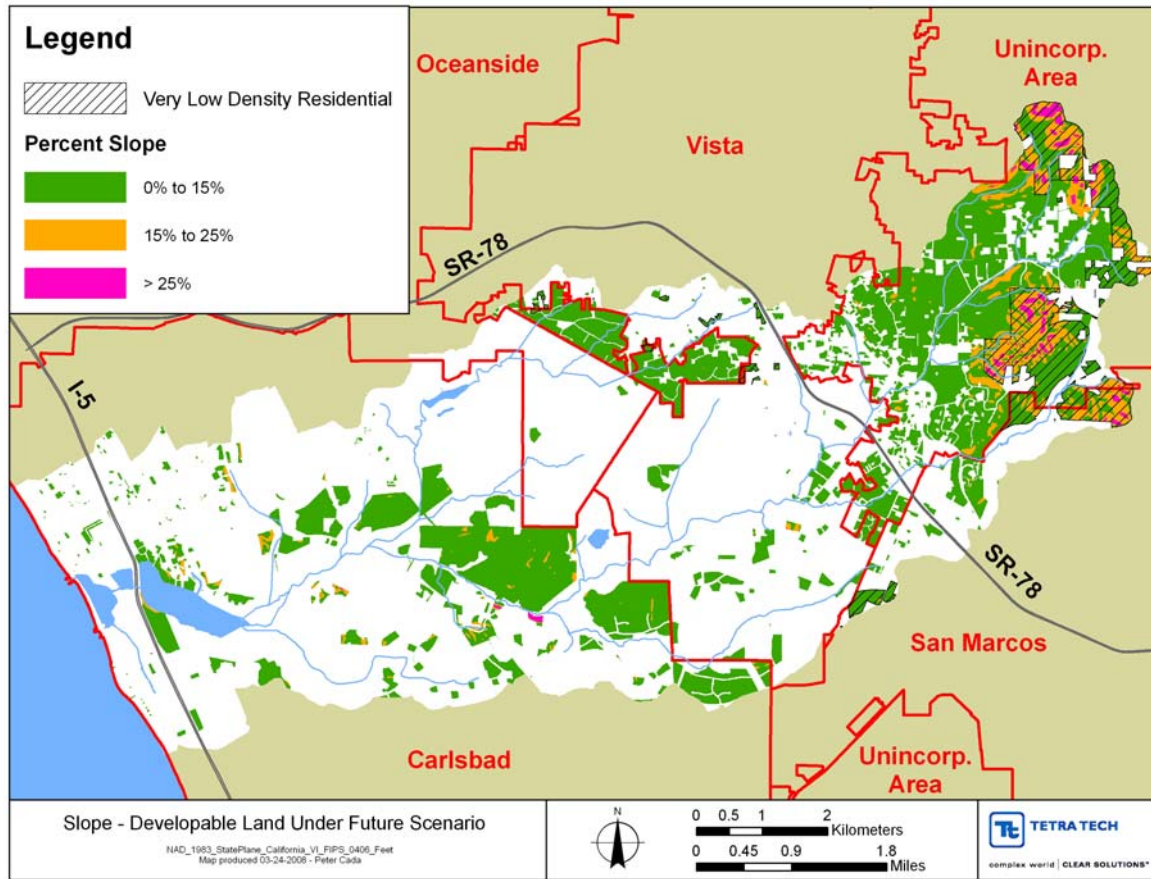 Legend
Very Low Density Residential
Percent Slope
0% to 15%
15% to 25%
> 25%
Oceanside
Unincorp.
Area
Vista
SR-78
I-5
SR-78
San Marcos
Carlsbad
Unincorp.
Area
Slope - Developable Land Under Future Scenario
NAD_1983_StatePlane_California_VI_FIPS_0406_Feet
Map produced 03-24-2008 - Peter Cada
N
0 0.5 1 2
Kilometers
0 0.45 0.9 1.8
Miles
Tt TETRA TECH
complex world | CLEAR SOLUTIONS™